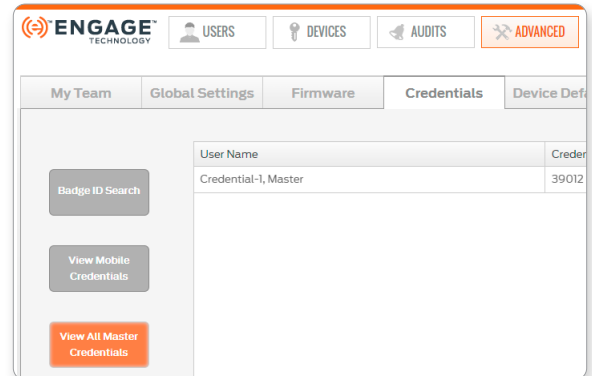 ENGAGE™
TECHNOLOGY
USERS
DEVICES
AUDITS
ADVANCED
My Team
Global Settings
Firmware
Credentials
Device Defa
User Name
Creden
Credential-1, Master
39012
Badge ID Search
View Mobile
Credentials
View All Master
Credentials